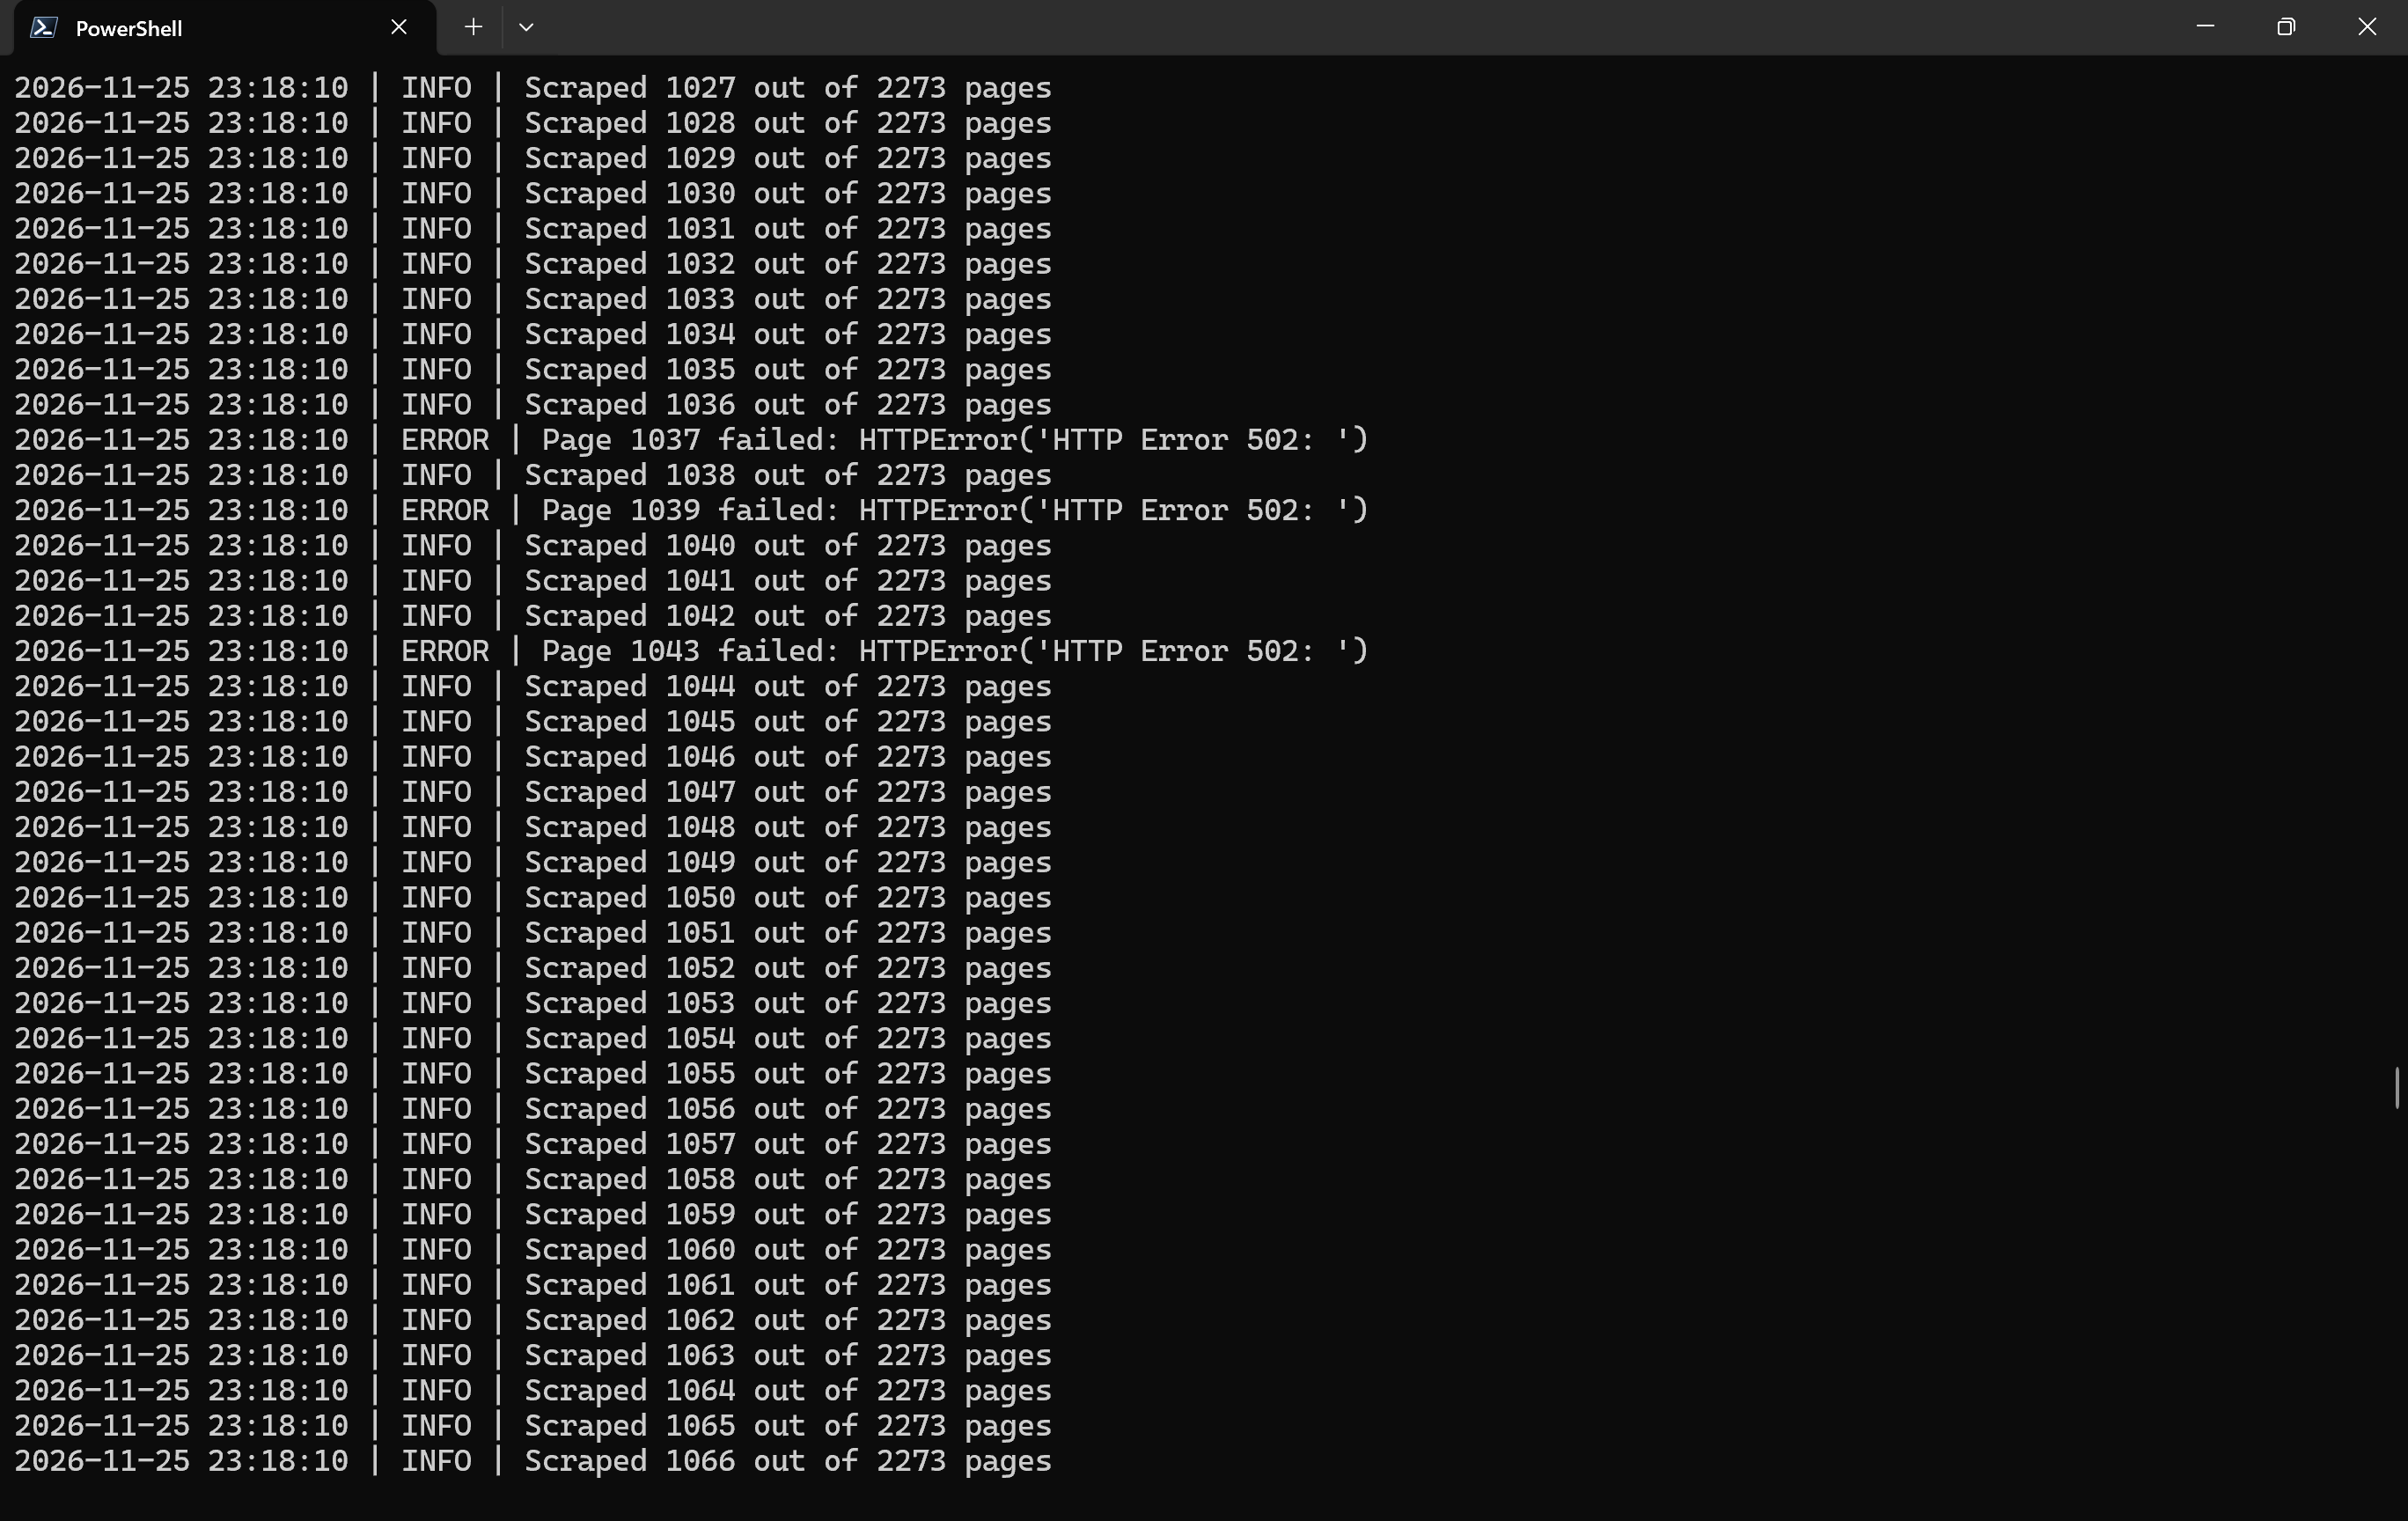 PowerShell
2026-11-25 23:18:10 | INFO | Scraped 1027 out of 2273 pages
2026-11-25 23:18:10 | INFO | Scraped 1028 out of 2273 pages
2026-11-25 23:18:10 | INFO | Scraped 1029 out of 2273 pages
2026-11-25 23:18:10 | INFO | Scraped 1030 out of 2273 pages
2026-11-25 23:18:10 | INFO | Scraped 1031 out of 2273 pages
2026-11-25 23:18:10 | INFO | Scraped 1032 out of 2273 pages
2026-11-25 23:18:10 | INFO | Scraped 1033 out of 2273 pages
2026-11-25 23:18:10 | INFO | Scraped 1034 out of 2273 pages
2026-11-25 23:18:10 | INFO | Scraped 1035 out of 2273 pages
2026-11-25 23:18:10 | INFO | Scraped 1036 out of 2273 pages
2026-11-25 23:18:10 | ERROR | Page 1037 failed: HTTPError('HTTP Error 502: ')
2026-11-25 23:18:10 | INFO | Scraped 1038 out of 2273 pages
2026-11-25 23:18:10 | ERROR | Page 1039 failed: HTTPError('HTTP Error 502: ')
2026-11-25 23:18:10 | INFO | Scraped 1040 out of 2273 pages
2026-11-25 23:18:10 | INFO | Scraped 1041 out of 2273 pages
2026-11-25 23:18:10 | INFO | Scraped 1042 out of 2273 pages
2026-11-25 23:18:10 | ERROR | Page 1043 failed: HTTPError('HTTP Error 502: ')
2026-11-25 23:18:10 | INFO | Scraped 1044 out of 2273 pages
2026-11-25 23:18:10 | INFO | Scraped 1045 out of 2273 pages
2026-11-25 23:18:10 | INFO | Scraped 1046 out of 2273 pages
2026-11-25 23:18:10 | INFO | Scraped 1047 out of 2273 pages
2026-11-25 23:18:10 | INFO | Scraped 1048 out of 2273 pages
2026-11-25 23:18:10 | INFO | Scraped 1049 out of 2273 pages
2026-11-25 23:18:10 | INFO | Scraped 1050 out of 2273 pages
2026-11-25 23:18:10 | INFO | Scraped 1051 out of 2273 pages
2026-11-25 23:18:10 | INFO | Scraped 1052 out of 2273 pages
2026-11-25 23:18:10 | INFO | Scraped 1053 out of 2273 pages
2026-11-25 23:18:10 | INFO | Scraped 1054 out of 2273 pages
2026-11-25 23:18:10 | INFO | Scraped 1055 out of 2273 pages
2026-11-25 23:18:10 | INFO | Scraped 1056 out of 2273 pages
2026-11-25 23:18:10 | INFO | Scraped 1057 out of 2273 pages
2026-11-25 23:18:10 | INFO | Scraped 1058 out of 2273 pages
2026-11-25 23:18:10 | INFO | Scraped 1059 out of 2273 pages
2026-11-25 23:18:10 | INFO | Scraped 1060 out of 2273 pages
2026-11-25 23:18:10 | INFO | Scraped 1061 out of 2273 pages
2026-11-25 23:18:10 | INFO | Scraped 1062 out of 2273 pages
2026-11-25 23:18:10 | INFO | Scraped 1063 out of 2273 pages
2026-11-25 23:18:10 | INFO | Scraped 1064 out of 2273 pages
2026-11-25 23:18:10 | INFO | Scraped 1065 out of 2273 pages
2026-11-25 23:18:10 | INFO | Scraped 1066 out of 2273 pages